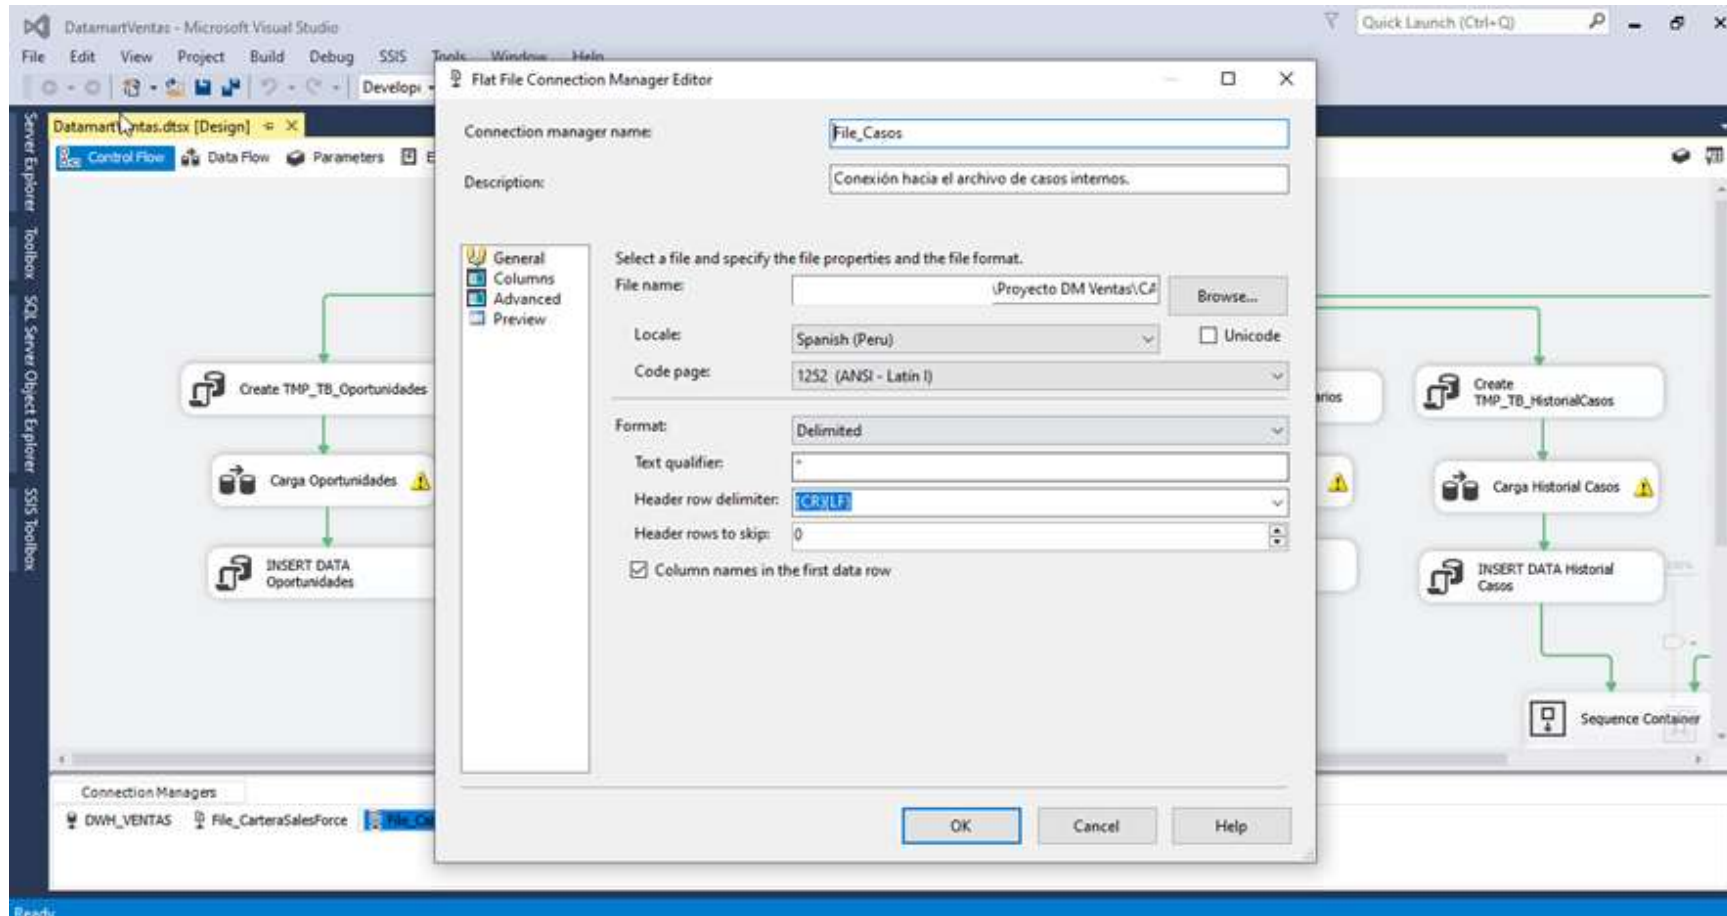 DatamartVentas - Microsoft Visual Studio
Quick Launch (Ctrl+Q)
File Edit View Project Build Debug SSIS Tools Window Help
Flat File Connection Manager Editor
Server Explorer
Toolbox
SQL Server Object Explorer
SSIS Toolbox
[Design]
Control Flow Data Flow Parameters
Connection manager name: File_Casos
Description: Conexión hacia el archivo de casos internos.
General
Columns
Advanced
Preview
Select a file and specify the file properties and the file format.
File name: \Proyecto DM Ventas\CA Browse...
Locale: Spanish (Peru) Unicode
Code page: 1252 (ANSI - Latin I)
Format: Delimited
Text qualifier:
Header row delimiter: {CR}{LF}
Header rows to skip: 0
Column names in the first data row
OK Cancel Help
Create TMP_TB_Oportunidades
Carga Oportunidades
INSERT DATA
Oportunidades
arios
Create
TMP_TB_HistorialCasos
Carga Historial Casos
INSERT DATA Historial
Casos
Sequence Container
Connection Managers
DWH_VENTAS File_CarteraSalesForce
Ready